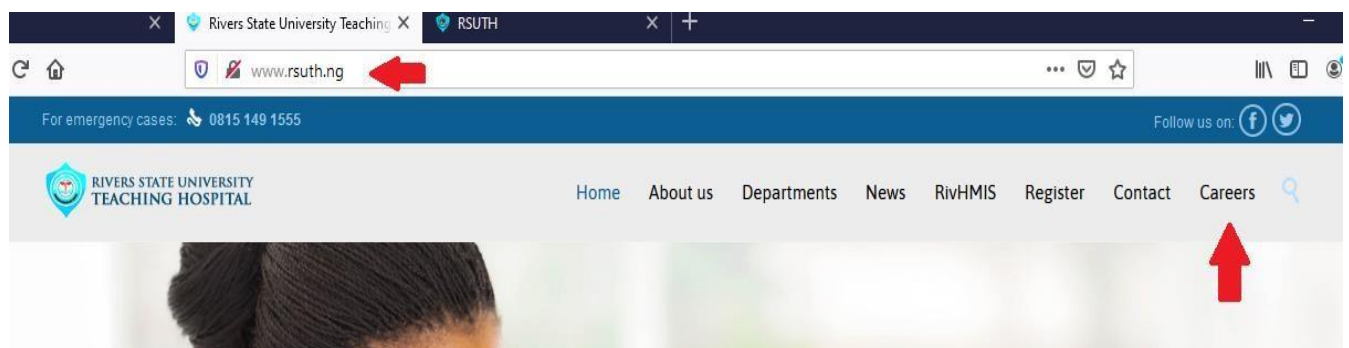 Rivers State University Teaching
RSUTH
www.rsuth.ng
For emergency cases: 0815 149 1555
Follow us on:
RIVERS STATE UNIVERSITY
TEACHING HOSPITAL
Home About us Departments News RivHMIS Register Contact Careers